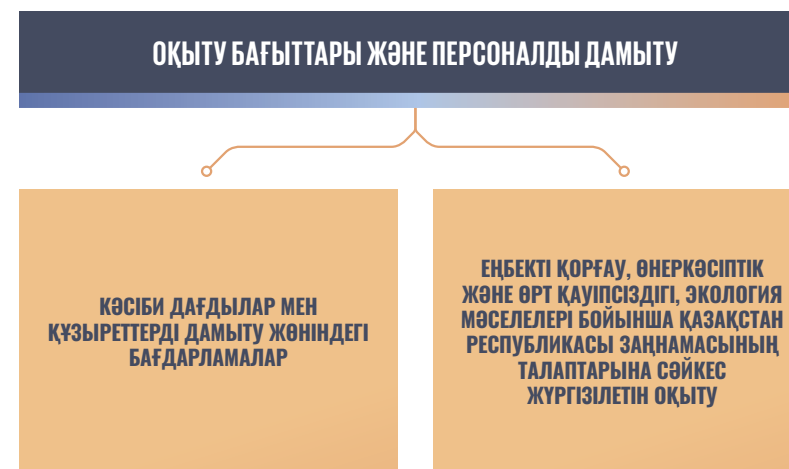 ОҚЫТУ БАҒЫТТАРЫ ЖӘНЕ ПЕРСОНАЛДЫ ДАМЫТУ
КӘСІБИ ДАҒДЫЛАР МЕН
ҚҰЗЫРЕТТЕРДІ ДАМЫТУ ЖӨНІНДЕГІ
БАҒДАРЛАМАЛАР
ЕҢБЕКТІ ҚОРҒАУ, ӨНЕРКӘСІПТІК
ЖӘНЕ ӨРТ ҚАУІПСІЗДІГІ, ЭКОЛОГИЯ
МӘСЕЛЕЛЕРІ БОЙЫНША ҚАЗАҚСТАН
РЕСПУБЛИКАСЫ ЗАҢНАМАСЫНЫҢ
ТАЛАПТАРЫНА СӘЙКЕС
ЖҮРГІЗІЛЕТІН ОҚЫТУ